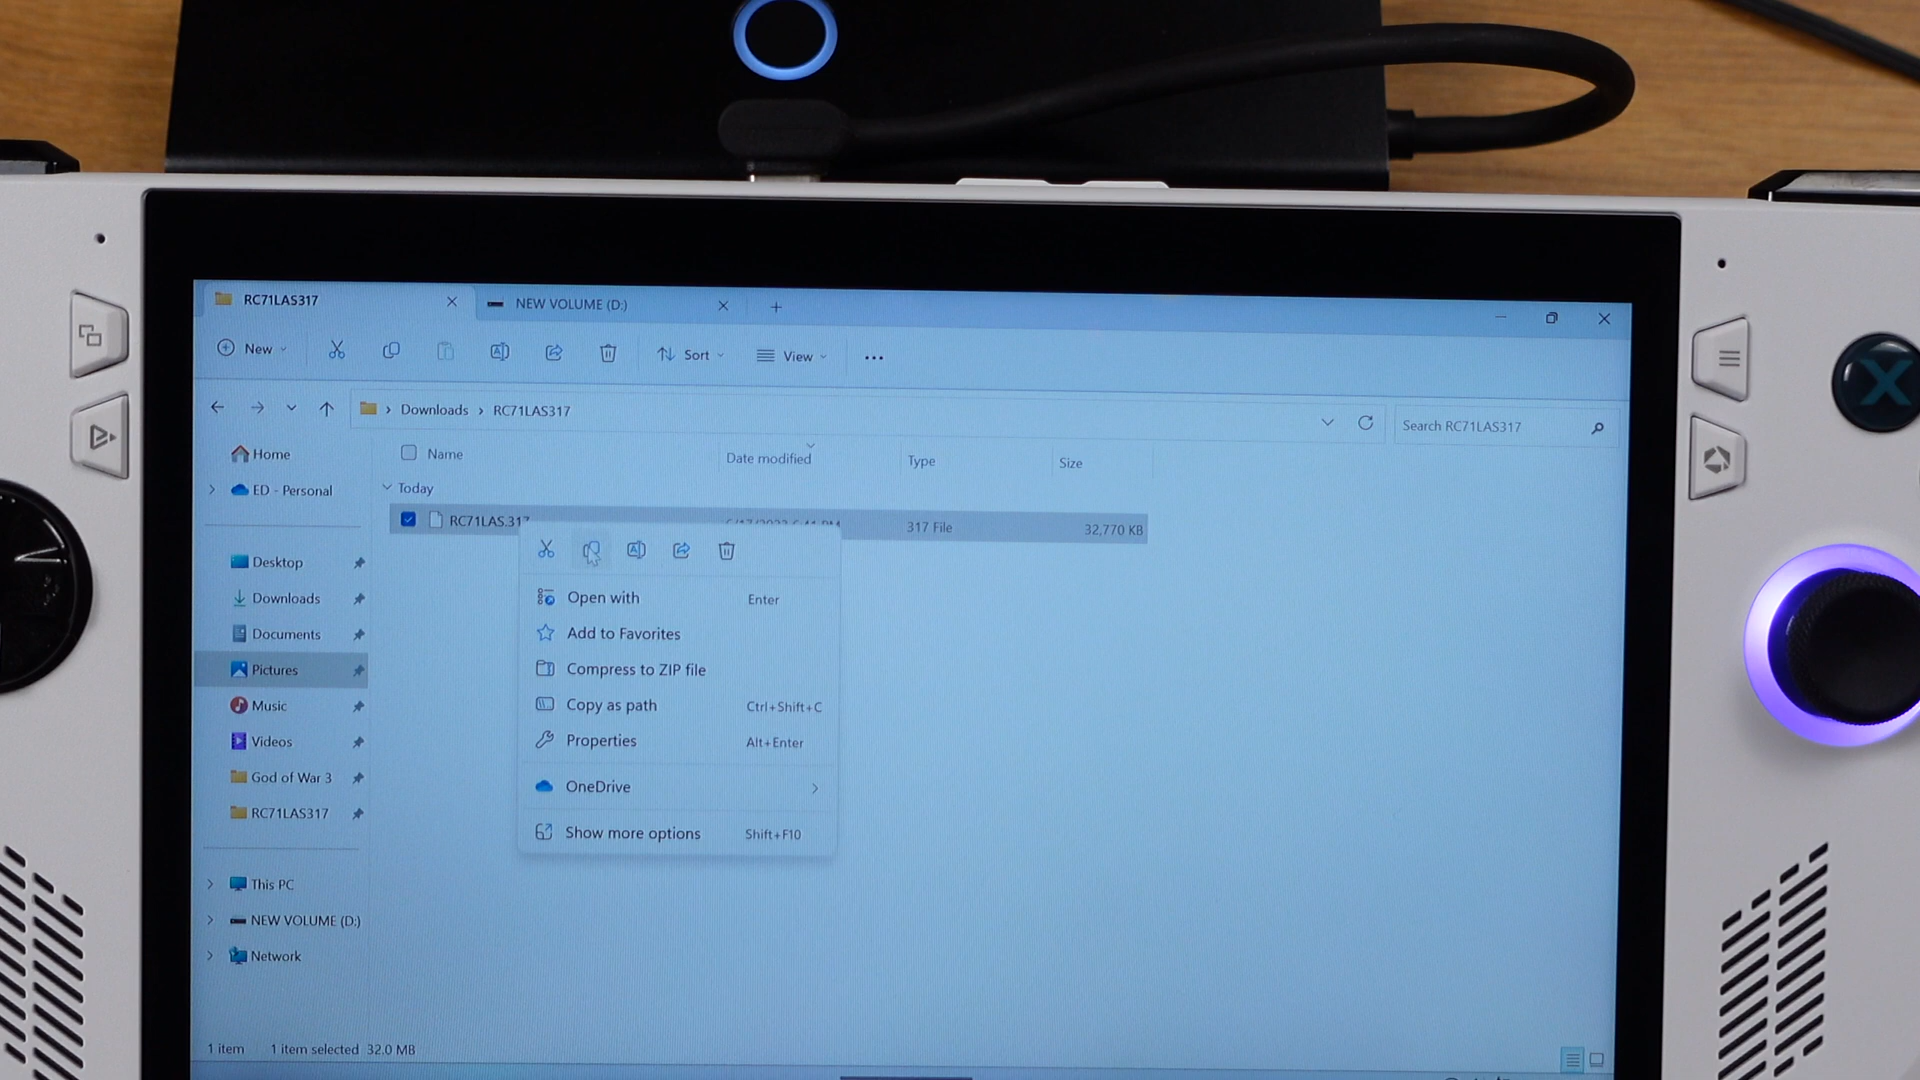 RC71LAS317
NEW VOLUME (D:)
New
Sort
View
Downloads > RC71LAS317
Search RC71LAS317
Home
ED - Personal
Desktop
Downloads
Documents
Pictures
Music
Videos
God of War 3
RC71LAS317
This PC
NEW VOLUME (D:)
Network
Name
Date modified
Type
Size
Today
RC71LAS.317
317 File
32,770 KB
Open with Enter
Add to Favorites
Compress to ZIP file
Copy as path Ctrl+Shift+C
Properties Alt+Enter
OneDrive
Show more options Shift+F10
1 item 1 item selected 32.0 MB
X